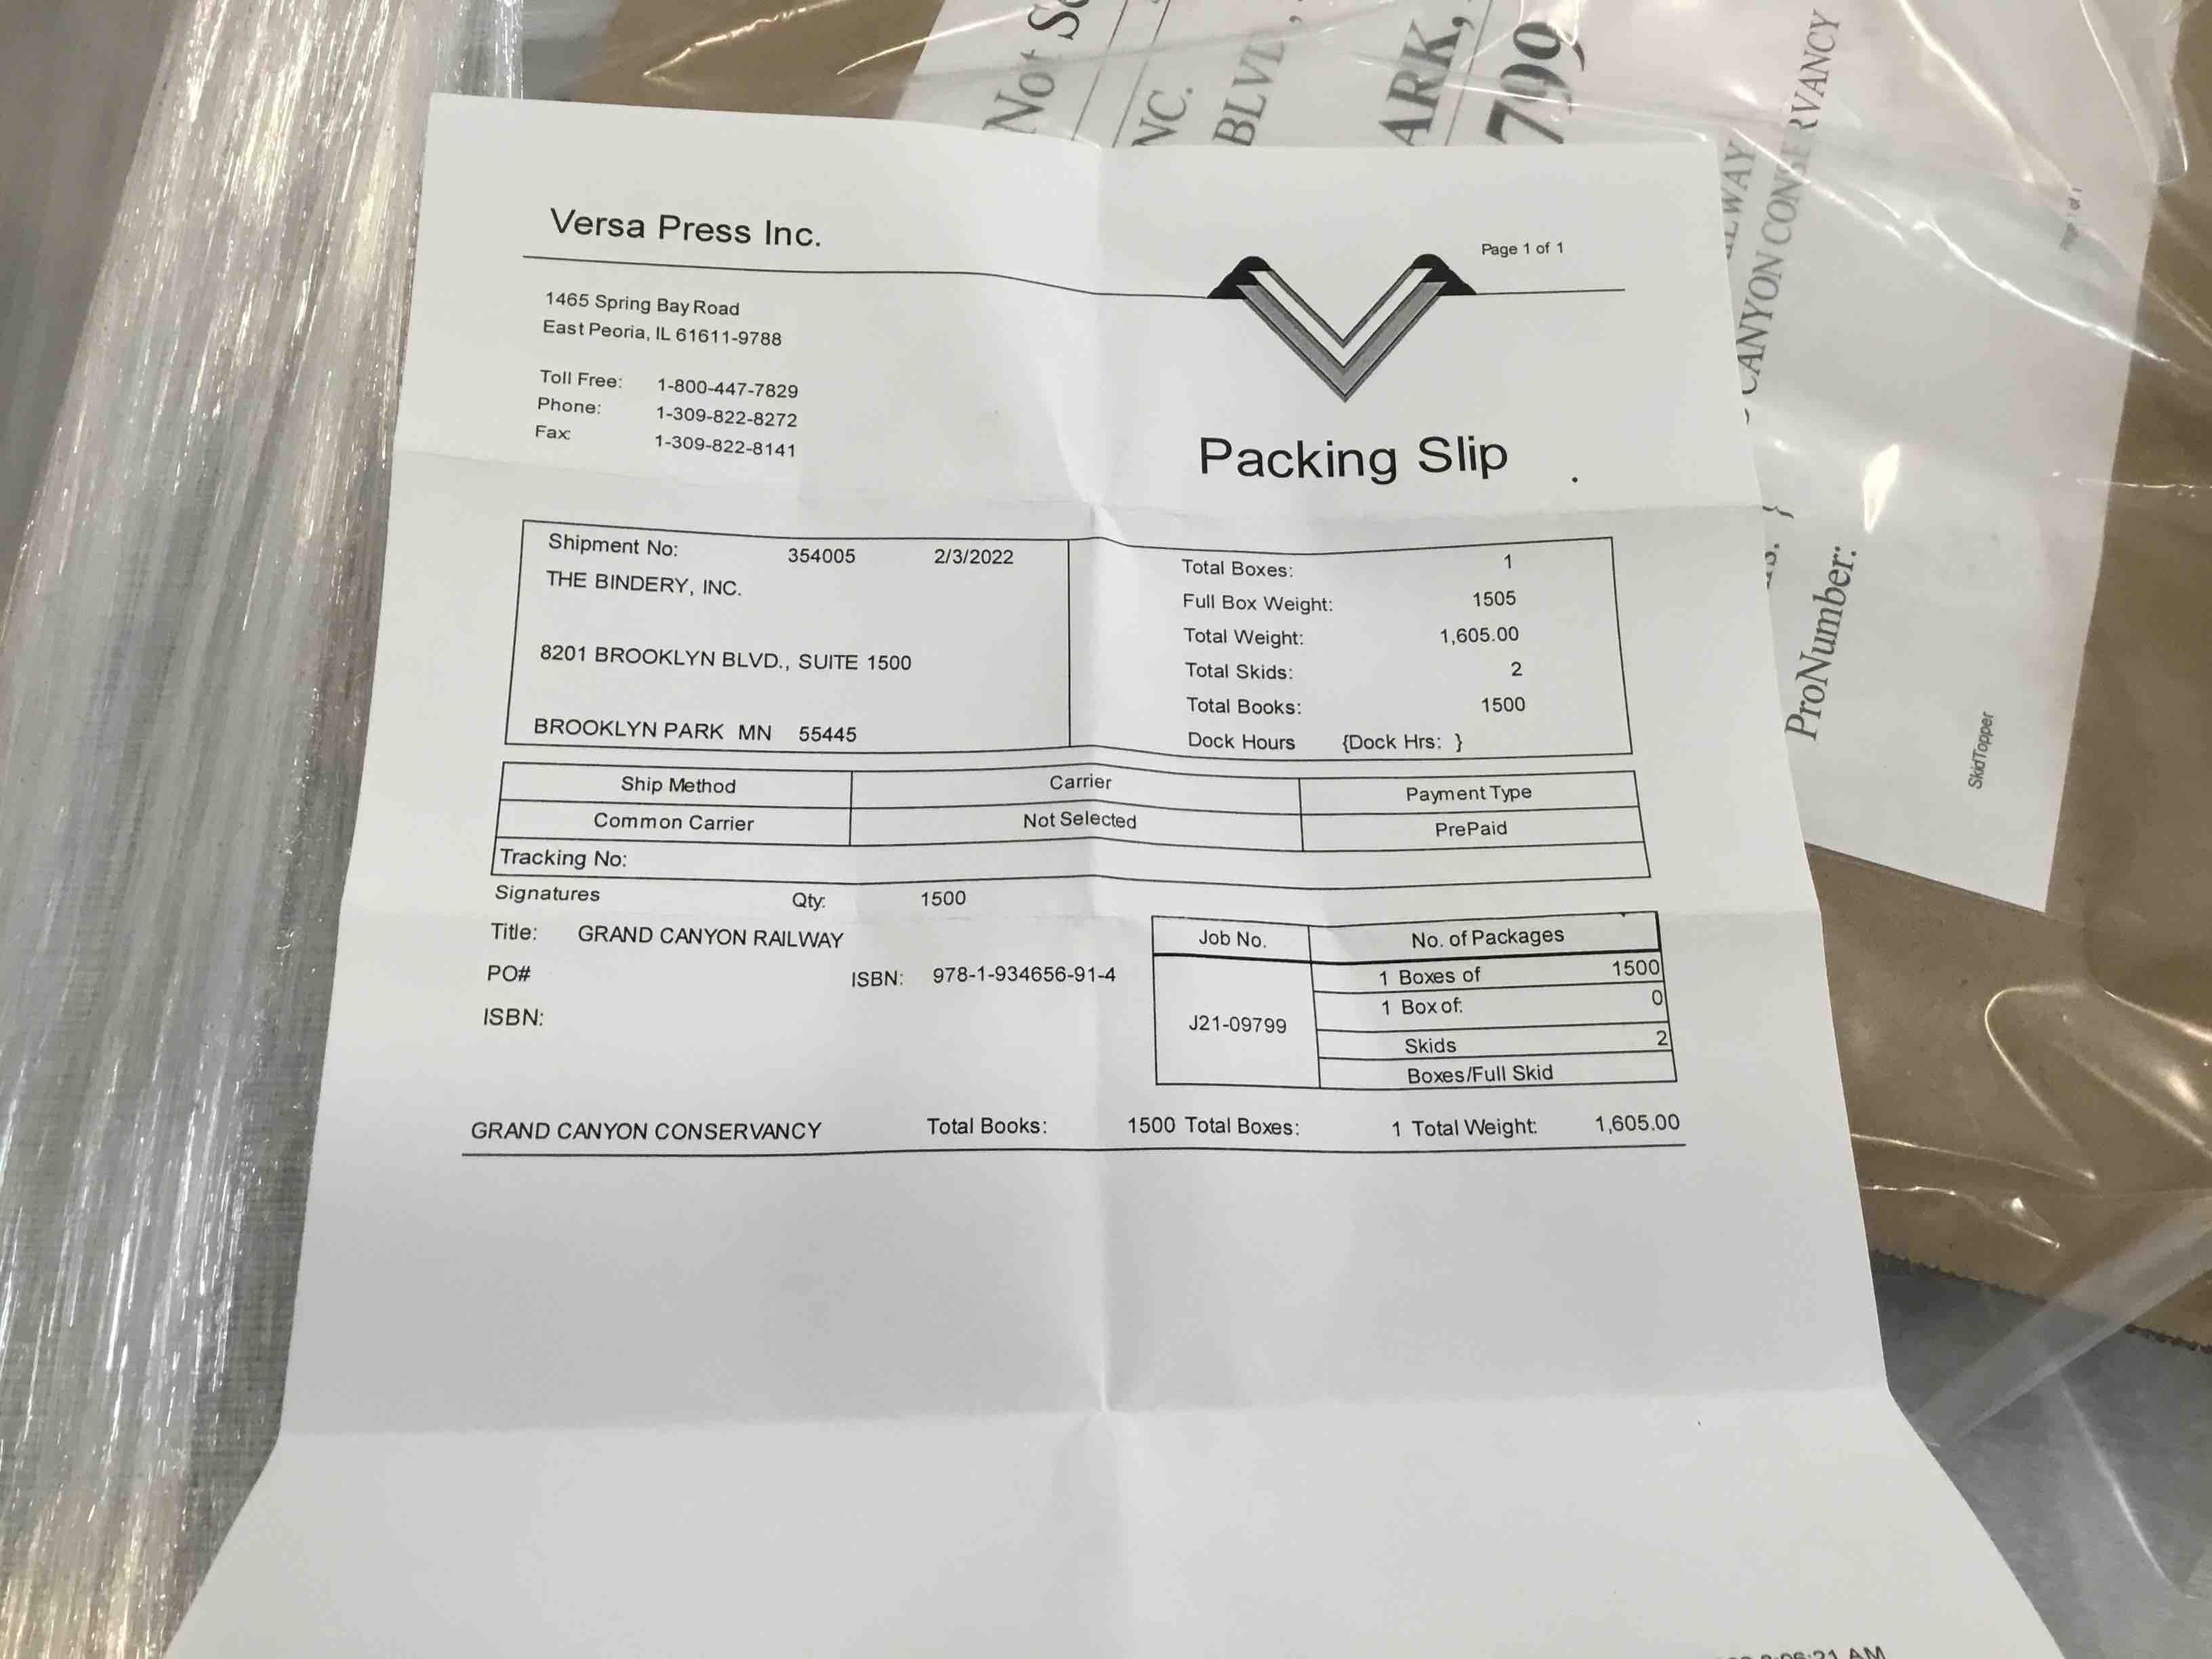 Versa Press Inc.
Page 1 of 1
1465 Spring Bay Road
East Peoria, IL 61611-9788
Toll Free: 1-800-447-7829
Phone: 1-309-822-8272
Fax: 1-309-822-8141
Packing Slip
Shipment No: 354005 2/3/2022
THE BINDERY, INC.
8201 BROOKLYN BLVD., SUITE 1500
BROOKLYN PARK MN 55445
Total Boxes: 1
Full Box Weight: 1505
Total Weight: 1,605.00
Total Skids: 2
Total Books: 1500
Dock Hours {Dock Hrs: }
Ship Method Carrier Payment Type
Common Carrier Not Selected PrePaid
Tracking No:
Signatures Qty: 1500
Title: GRAND CANYON RAILWAY
PO# ISBN: 978-1-934656-91-4
ISBN:
Job No. No. of Packages
J21-09799
1 Boxes of 1500
1 Box of: 0
Skids 2
Boxes/Full Skid
GRAND CANYON CONSERVANCY Total Books: 1500 Total Boxes: 1 Total Weight: 1,605.00
Not
NC.
BLVD
ARK,
799
CANYON CONSERVANCY
ProNumber:
SkidTopper
AM